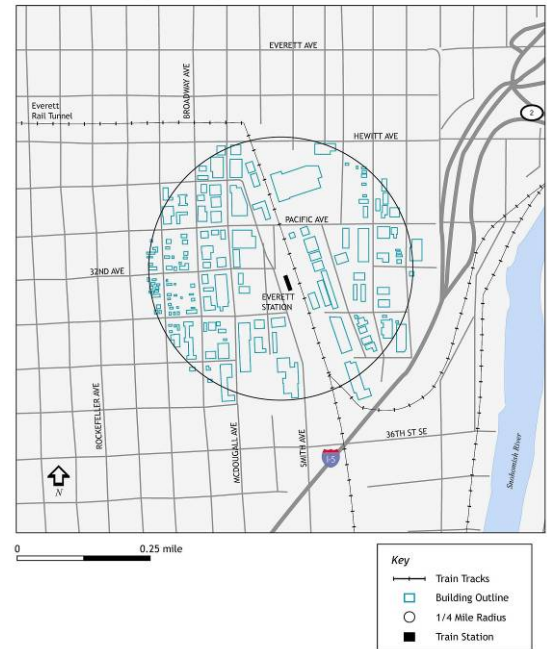 EVERETT AVE
BROADWAY AVE
Everett
Rail Tunnel
2
HEWITT AVE
PACIFIC AVE
32ND AVE
EVERETT
STATION
ROCKEFELLER AVE
MCDOUGALL AVE
SMITH AVE
36TH ST SE
I-5
Snohomish River
N
0
0.25 mile
Key
Train Tracks
Building Outline
1/4 Mile Radius
Train Station